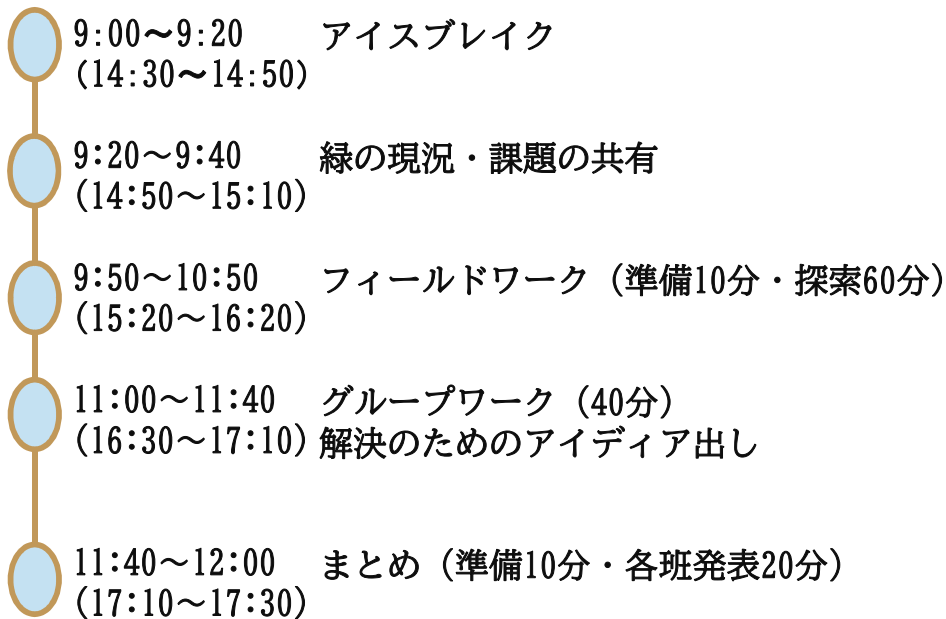 9:00～9:20 アイスブレイク
(14:30～14:50)
9:20～9:40 緑の現況・課題の共有
(14:50～15:10)
9:50～10:50 フィールドワーク（準備10分・探索60分）
(15:20～16:20)
11:00～11:40 グループワーク（40分）
(16:30～17:10) 解決のためのアイディア出し
11:40～12:00 まとめ（準備10分・各班発表20分）
(17:10～17:30)